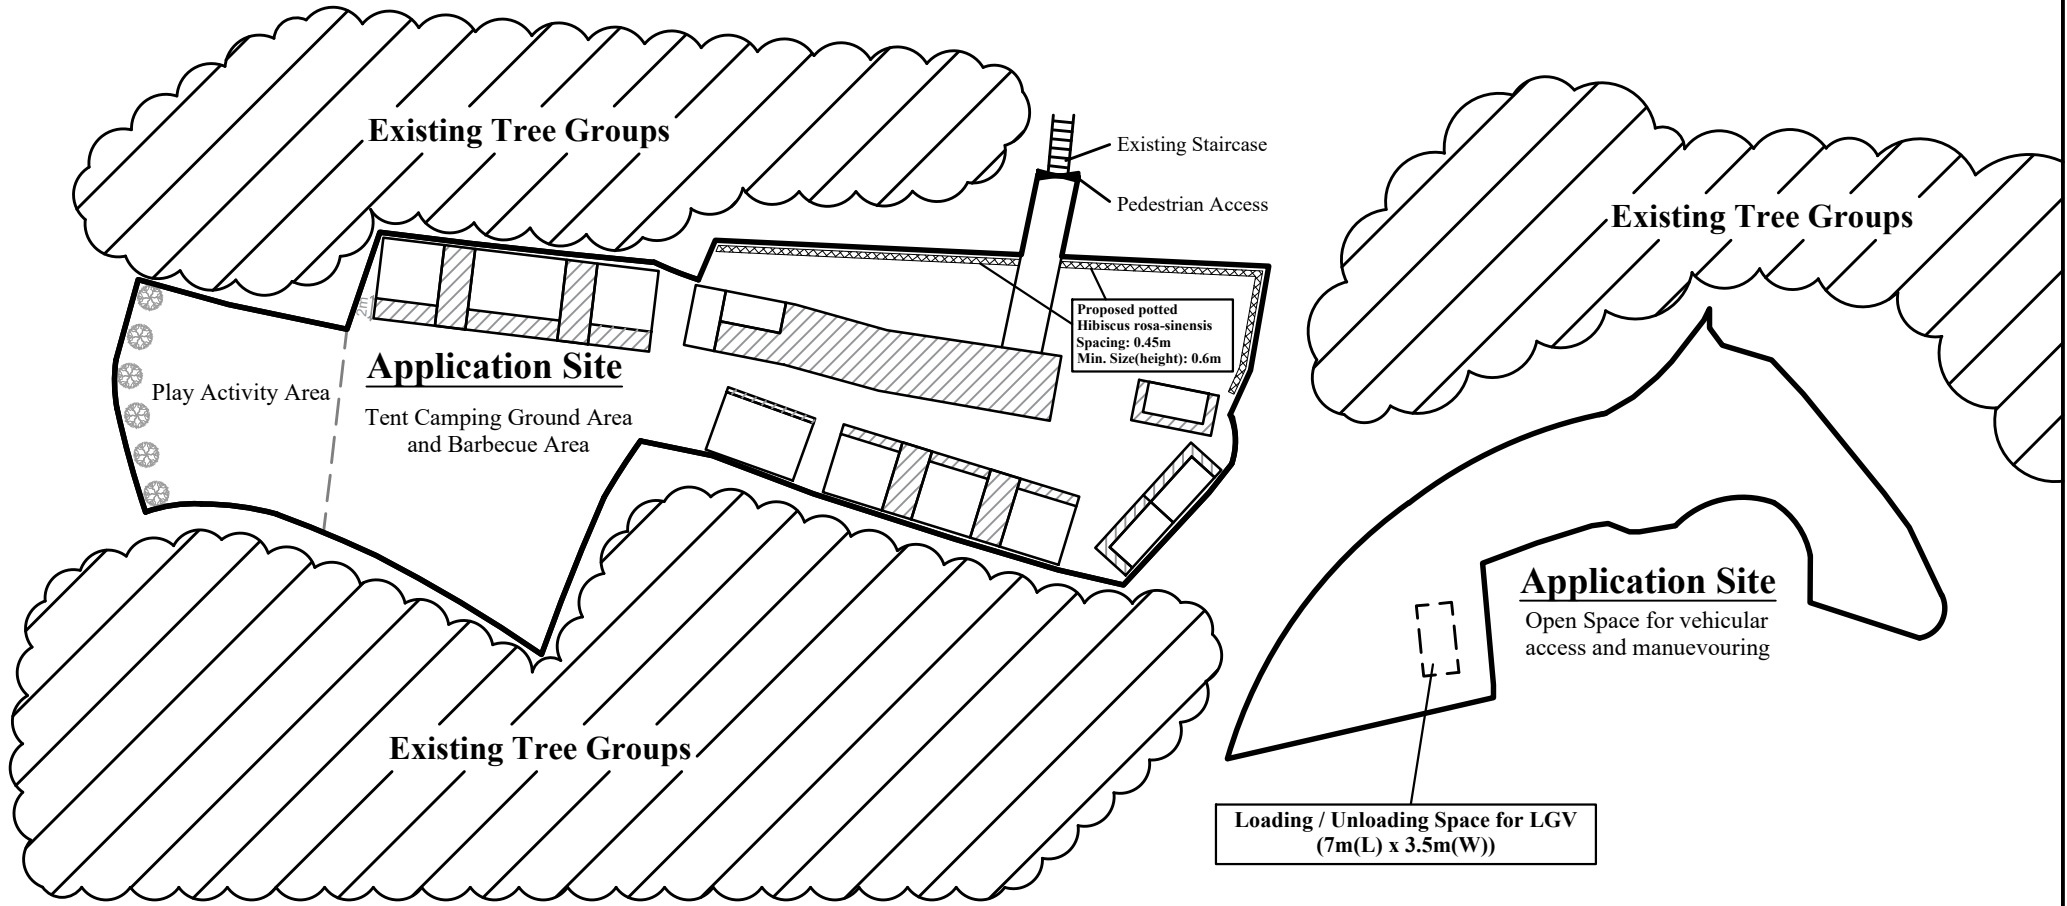 Existing Tree Groups
Existing Staircase
Pedestrian Access
Existing Tree Groups
2m
Proposed potted
Hibiscus rosa-sinensis
Spacing: 0.45m
Min. Size(height): 0.6m
Application Site
Play Activity Area
Tent Camping Ground Area
and Barbecue Area
Application Site
Open Space for vehicular
access and manuevouring
Existing Tree Groups
Loading / Unloading Space for LGV
(7m(L) x 3.5m(W))